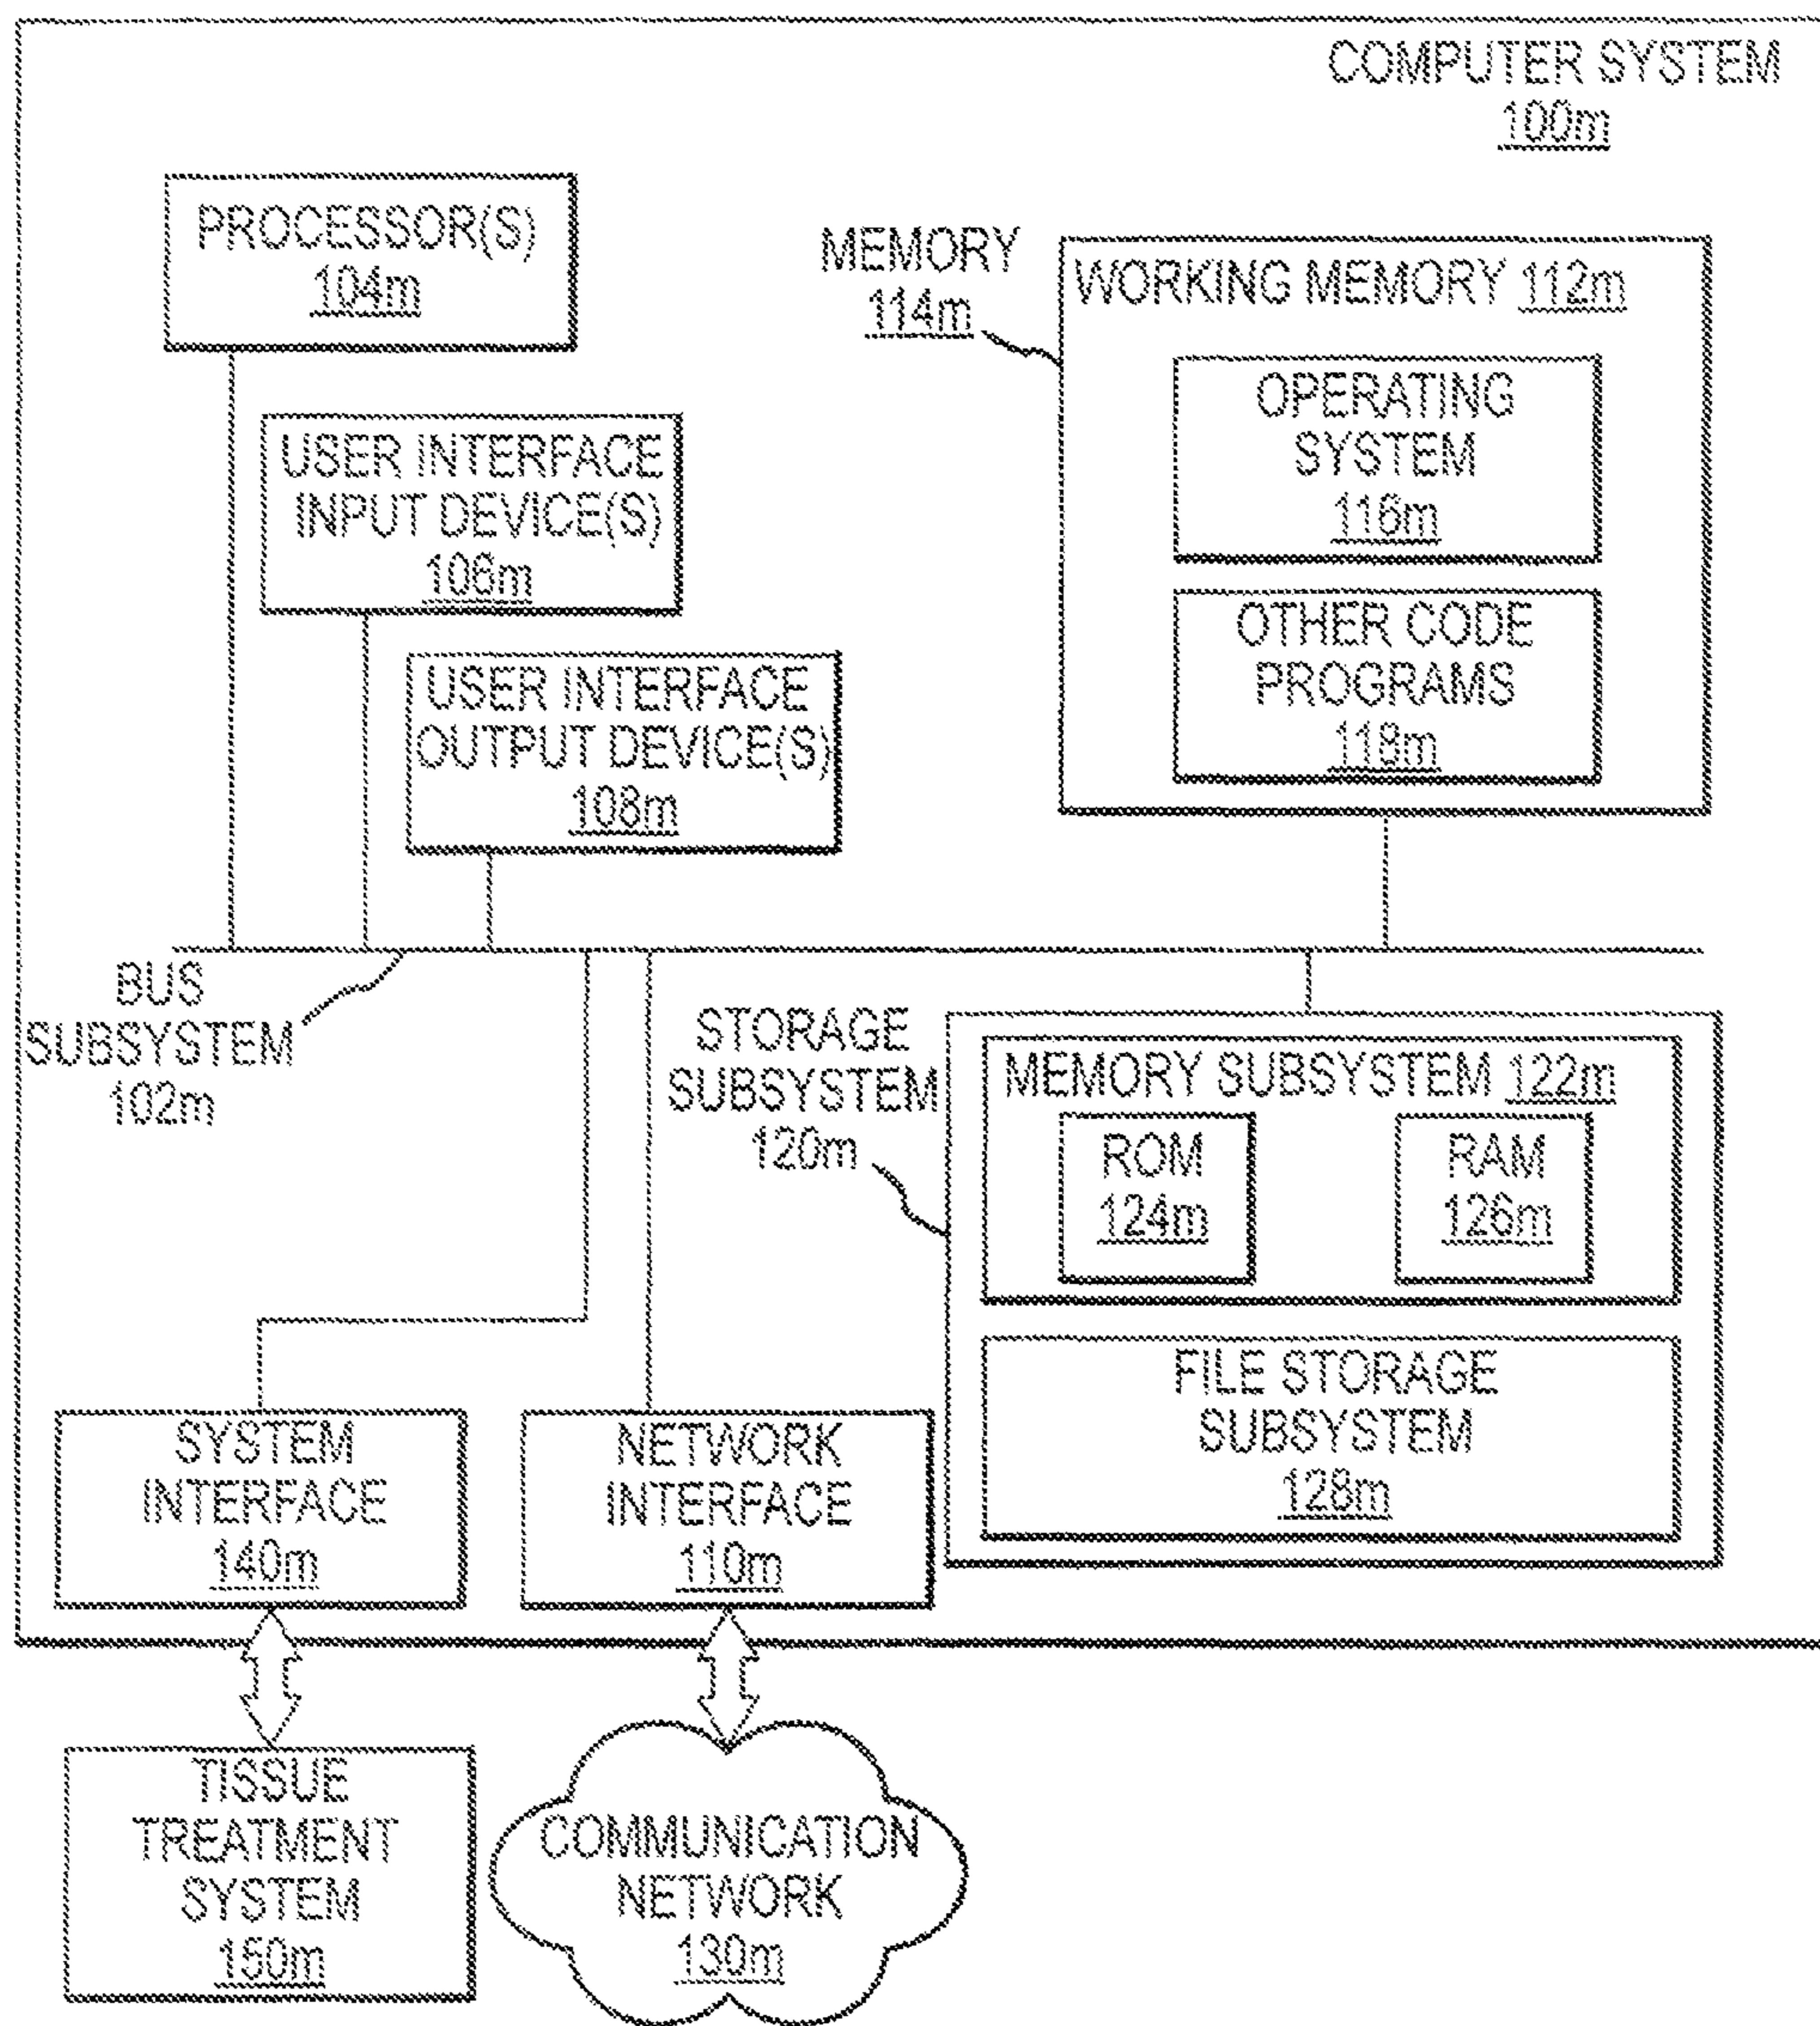 COMPUTER SYSTEM
100m
PROCESSOR(S)
104m
MEMORY
114m
WORKING MEMORY 112m
OPERATING
SYSTEM
116m
OTHER CODE
PROGRAMS
118m
USER INTERFACE
INPUT DEVICE(S)
106m
USER INTERFACE
OUTPUT DEVICE(S)
108m
BUS
SUBSYSTEM
102m
STORAGE
SUBSYSTEM
120m
MEMORY SUBSYSTEM 122m
ROM
124m
RAM
126m
FILE STORAGE
SUBSYSTEM
128m
SYSTEM
INTERFACE
140m
NETWORK
INTERFACE
110m
TISSUE
TREATMENT
SYSTEM
150m
COMMUNICATION
NETWORK
130m